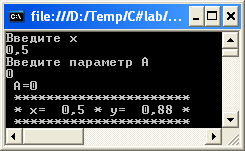 file:///D:/Temp/C#lab/...
Введите x
0,5
Введите параметр A
0
A=0
**********************
* x=  0,5 * y=  0,88 *
**********************